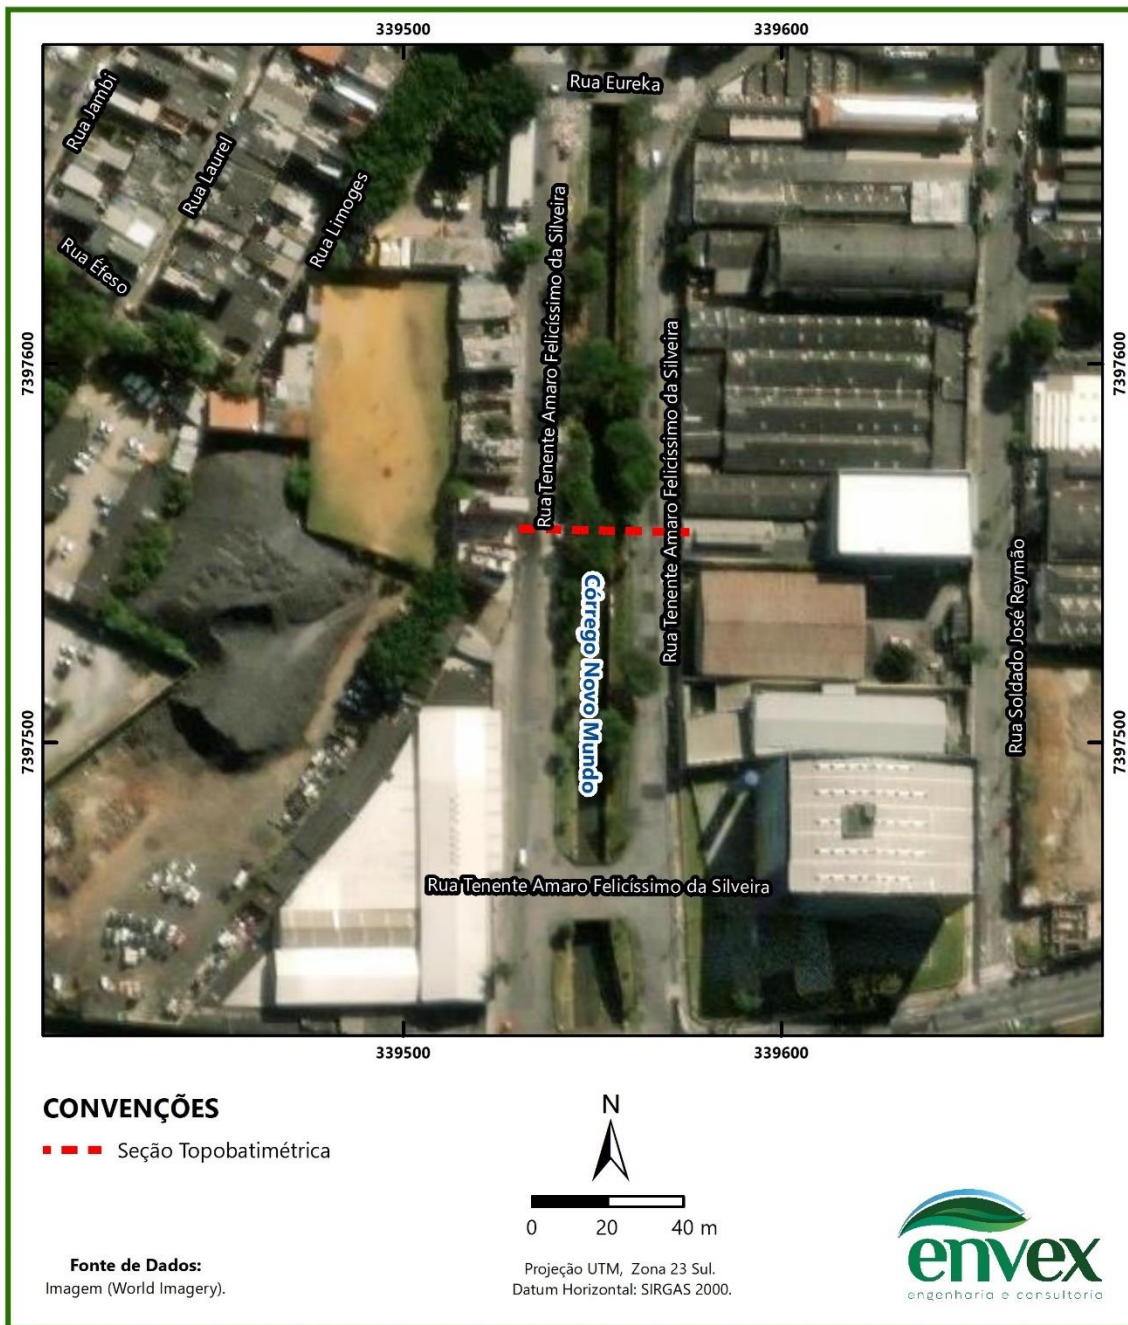 339500
339600
Rua Eureka
Rua Jambi
Rua Laurel
Rua Limoges
Rua Éfeso
Rua Tenente Amaro Felicíssimo da Silveira
Rua Tenente Amaro Felicíssimo da Silveira
7397600
7397600
Córrego Novo Mundo
Rua Soldado José Reymão
7397500
7397500
Rua Tenente Amaro Felicíssimo da Silveira
339500
339600
CONVENÇÕES
Seção Topobatimétrica
N
0 20 40 m
Fonte de Dados:
Imagem (World Imagery).
Projeção UTM, Zona 23 Sul.
Datum Horizontal: SIRGAS 2000.
envex
engenharia e consultoria